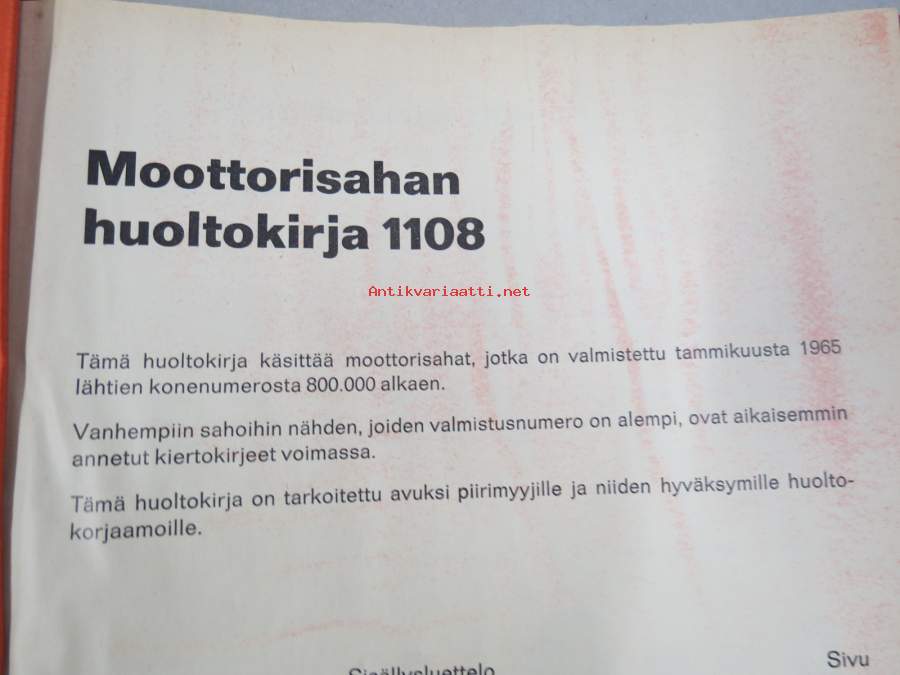 Moottorisahan
huoltokirja 1108
Antikvariaatti.net
Tämä huoltokirja käsittää moottorisahat, jotka on valmistettu tammikuusta 1965
lähtien konenumerosta 800.000 alkaen.
Vanhempiin sahoihin nähden, joiden valmistusnumero on alempi, ovat aikaisemmin
annetut kiertokirjeet voimassa.
Tämä huoltokirja on tarkoitettu avuksi piirimyyjille ja niiden hyväksymille huolto-
korjaamoille.
Sisällysluettelo
Sivu